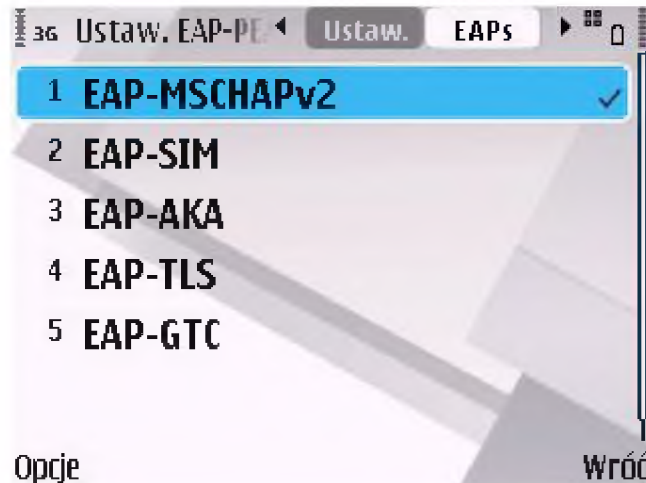 3G Ustaw. EAP-PE Ustaw. EAPs
1 EAP-MSCHAPv2
2 EAP-SIM
3 EAP-AKA
4 EAP-TLS
5 EAP-GTC
Opcje Wróć